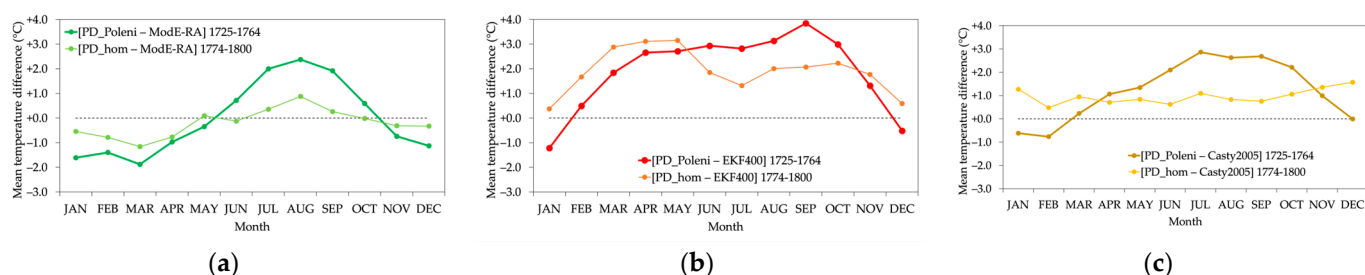 Mean temperature difference (°C)
+4.0
+3.0
+2.0
+1.0
+0.0
−1.0
−2.0
−3.0
[PD_Poleni – ModE-RA] 1725-1764
[PD_hom – ModE-RA] 1774-1800
JAN FEB MAR APR MAY JUN JUL AUG SEP OCT NOV DEC
Month
(a)
Mean temperature difference (°C)
+4.0
+3.0
+2.0
+1.0
+0.0
−1.0
−2.0
−3.0
[PD_Poleni – EKF400] 1725-1764
[PD_hom – EKF400] 1774-1800
JAN FEB MAR APR MAY JUN JUL AUG SEP OCT NOV DEC
Month
(b)
Mean temperature difference (°C)
+4.0
+3.0
+2.0
+1.0
+0.0
−1.0
−2.0
−3.0
[PD_Poleni – Casty2005] 1725-1764
[PD_hom – Casty2005] 1774-1800
JAN FEB MAR APR MAY JUN JUL AUG SEP OCT NOV DEC
Month
(c)